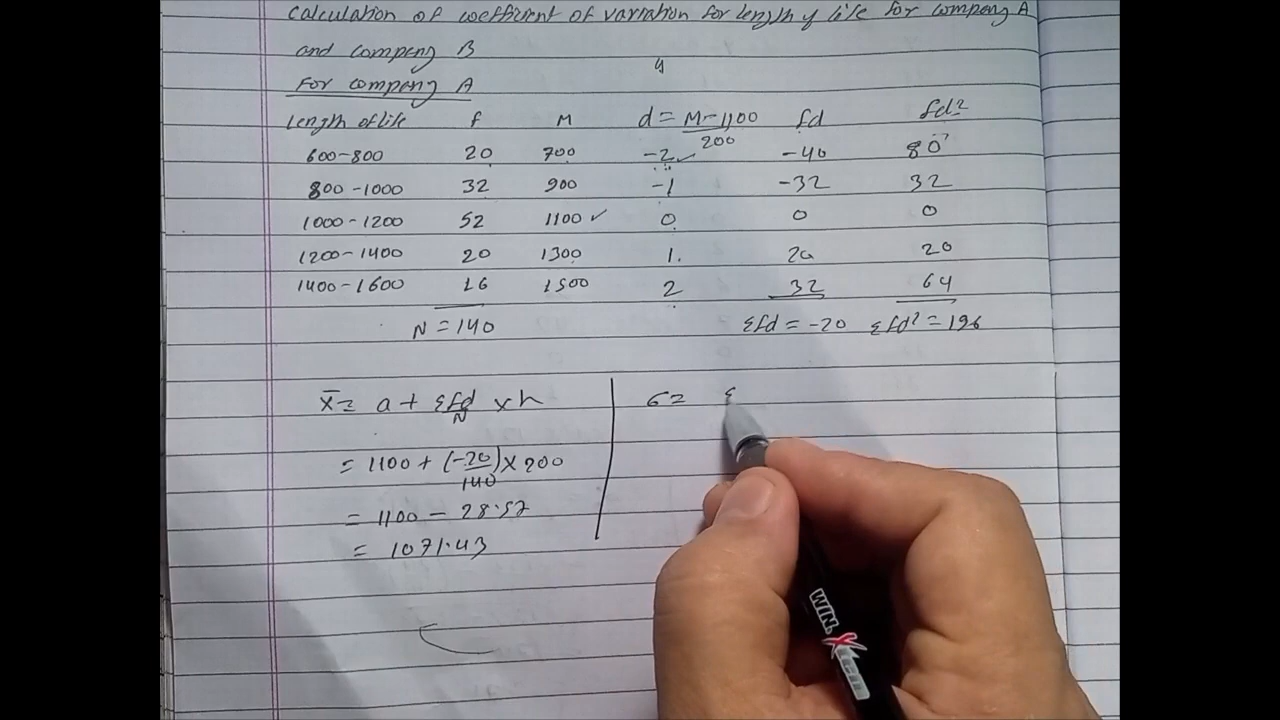 Calculation of coefficient of variation for length of life for company A
and company B
y
For company A
Length of life f M d = M-1100 fd fd²
200
600-800 20 700 -2 ✓ -40 80
800-1000 32 900 -1 -32 32
1000-1200 52 1100 ✓ 0 0 0
1200-1400 20 1300 1. 20 20
1400-1600 16 1500 2 32 64
N = 140 Σfd = -20 Σfd² = 196
x̄ = a + Σfd/N × h σ = Σ
= 1100 + (-20/140) × 200
= 1100 - 28.57
= 1071.43
WIN. Xtem